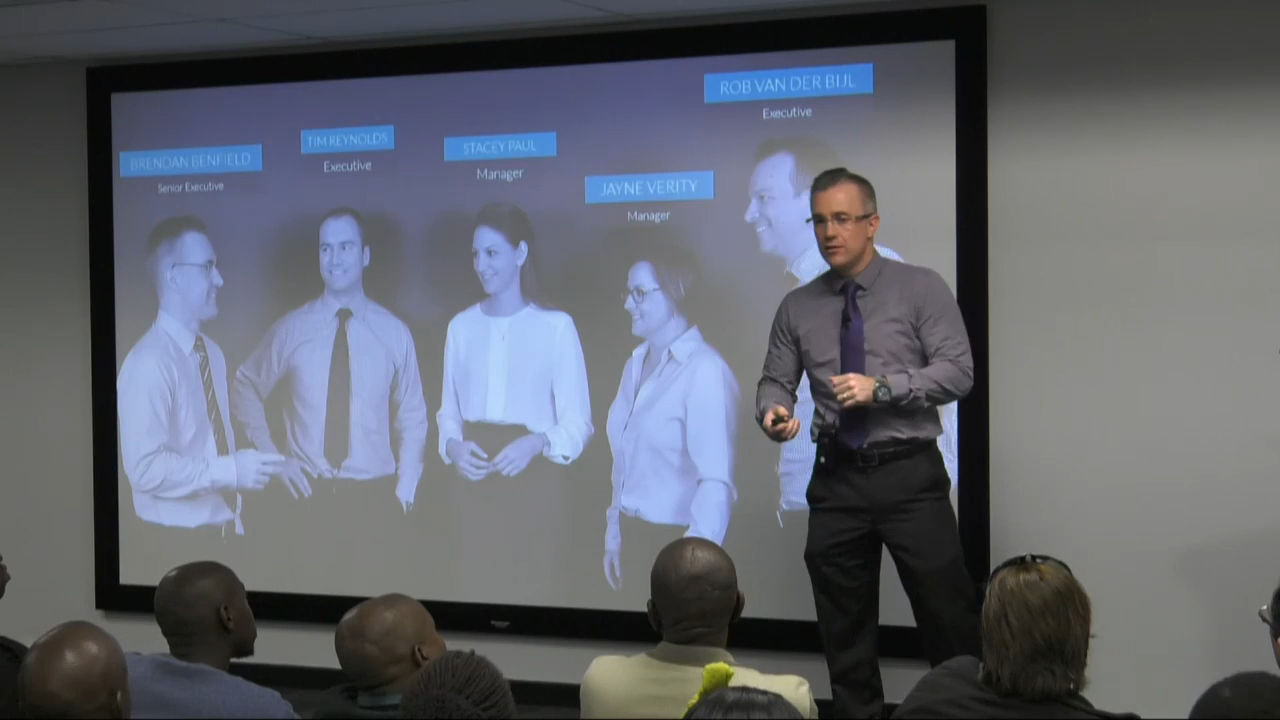 BRENDAN BENFIELD
Senior Executive
TIM REYNOLDS
Executive
STACEY PAUL
Manager
JAYNE VERITY
Manager
ROB VAN DER BIJL
Executive